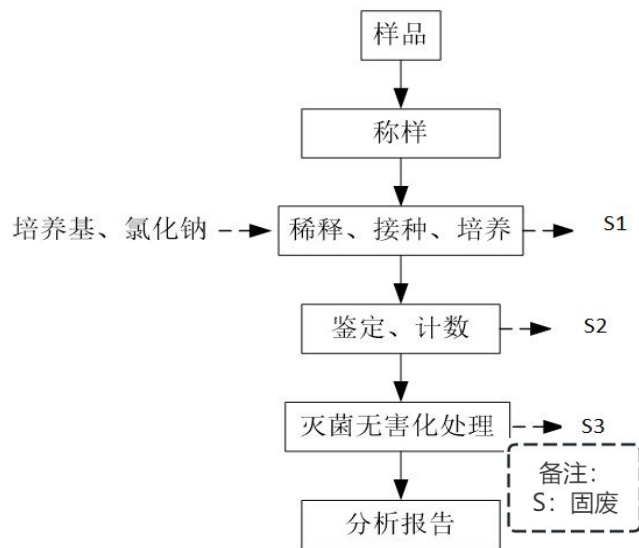 样品
称样
培养基、氯化钠
稀释、接种、培养
S1
鉴定、计数
S2
灭菌无害化处理
S3
备注：
S：固废
分析报告